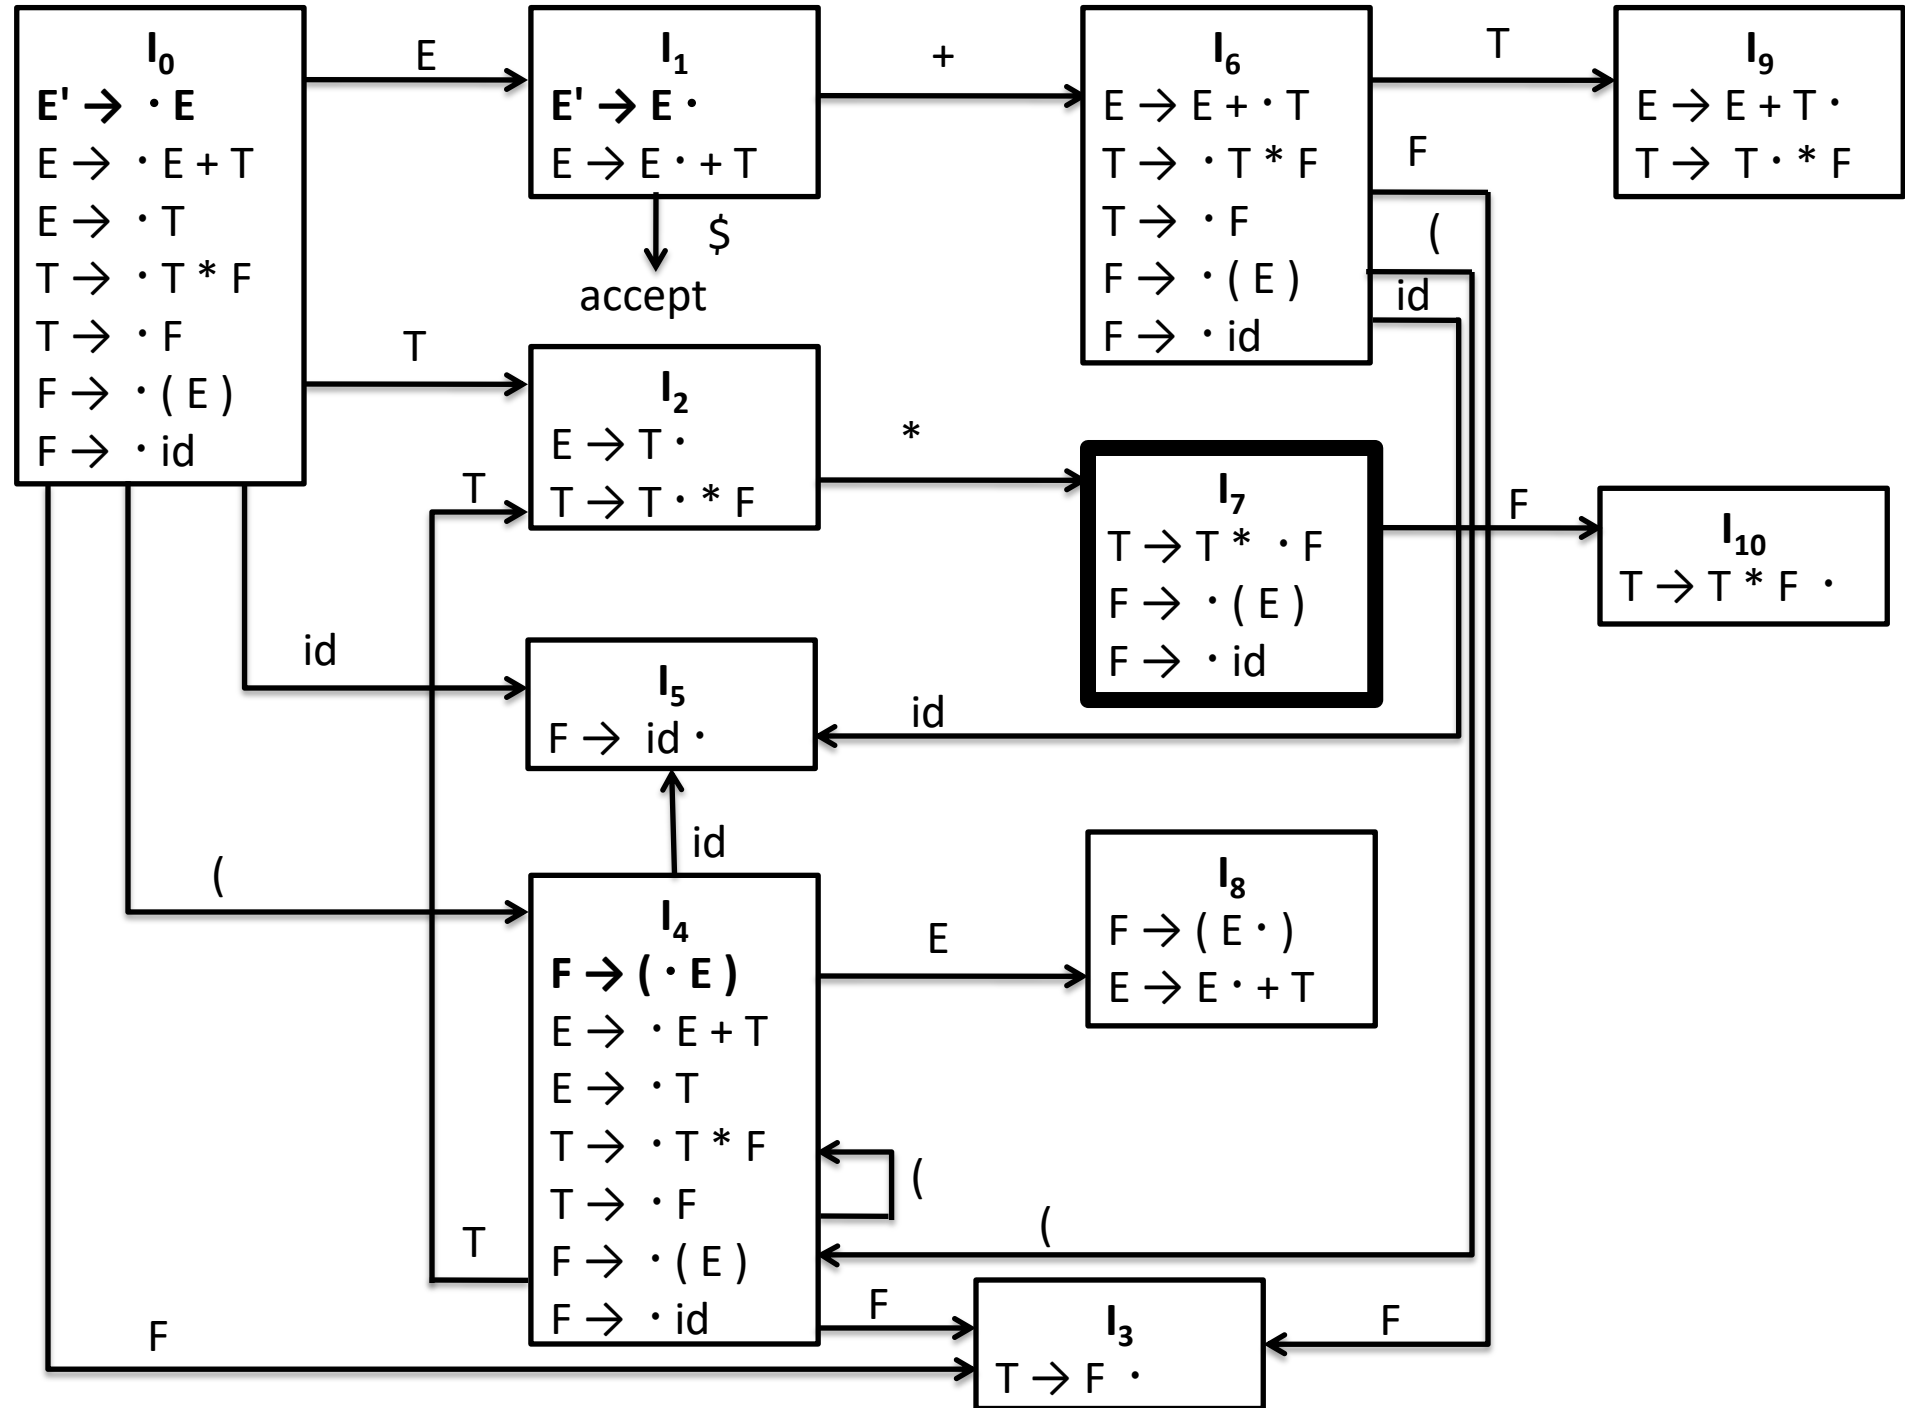 I0
E' → · E
E → · E + T
E → · T
T → · T * F
T → · F
F → · ( E )
F → · id
E
I1
E' → E ·
E → E · + T
$
accept
+
I6
E → E + · T
T → · T * F
T → · F
F → · ( E )
F → · id
T
F
(
id
I9
E → E + T ·
T → T · * F
T
I2
E → T ·
T → T · * F
T
*
I7
T → T * · F
F → · ( E )
F → · id
F
I10
T → T * F ·
id
I5
F → id ·
id
id
(
I4
F → ( · E )
E → · E + T
E → · T
T → · T * F
T → · F
F → · ( E )
F → · id
E
I8
F → ( E · )
E → E · + T
(
(
T
F
F
I3
T → F ·
F